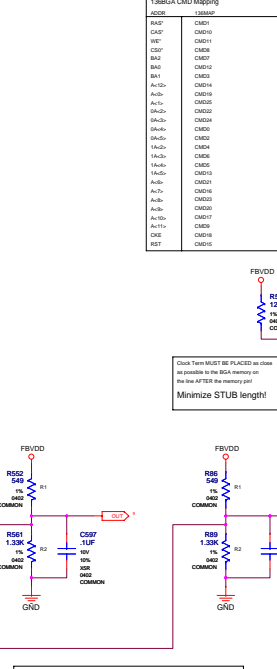 136BGA CMD Mapping
ADDR 136MAP
RAS* CMD1
CAS* CMD10
WE* CMD11
CS0* CMD8
BA2 CMD7
BA0 CMD12
BA1 CMD3
A<12> CMD14
A<0> CMD19
A<1> CMD25
0A<2> CMD22
0A<3> CMD24
0A<4> CMD0
0A<5> CMD2
1A<2> CMD4
1A<3> CMD6
1A<4> CMD5
1A<5> CMD13
A<6> CMD21
A<7> CMD16
A<8> CMD23
A<9> CMD20
A<10> CMD17
A<11> CMD9
CKE CMD18
RST CMD15
FBVDD
1%
Clock Term MUST BE PLACED as close
as possible to the BGA memory on
the line AFTER the memory pin!
Minimize STUB length!
FBVDD FBVDD
R552 R86
549 549
R1 R1
1% 1%
0402 0402
COMMON COMMON
OUT
R561 C597 R89
1.33K .1UF 1.33K
R2 R2
1% 10V 1%
0402 10% 0402
COMMON X5R COMMON
0402
COMMON
GND GND